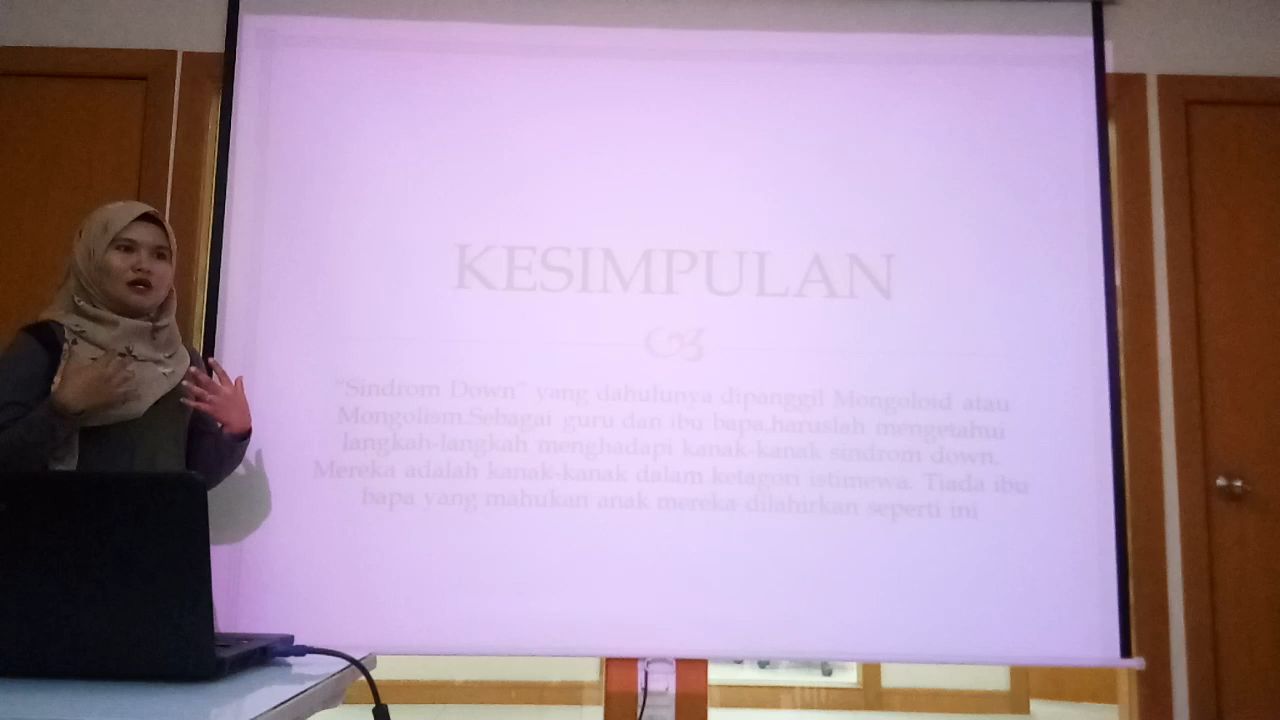 KESIMPULAN
"Sindrom Down" yang dahulunya dipanggil Mongoloid atau
Mongolism.Sebagai guru dan ibu bapa,haruslah mengetahui
langkah-langkah menghadapi kanak-kanak sindrom down.
Mereka adalah kanak-kanak dalam ketagori istimewa. Tiada ibu
bapa yang mahukan anak mereka dilahirkan seperti ini